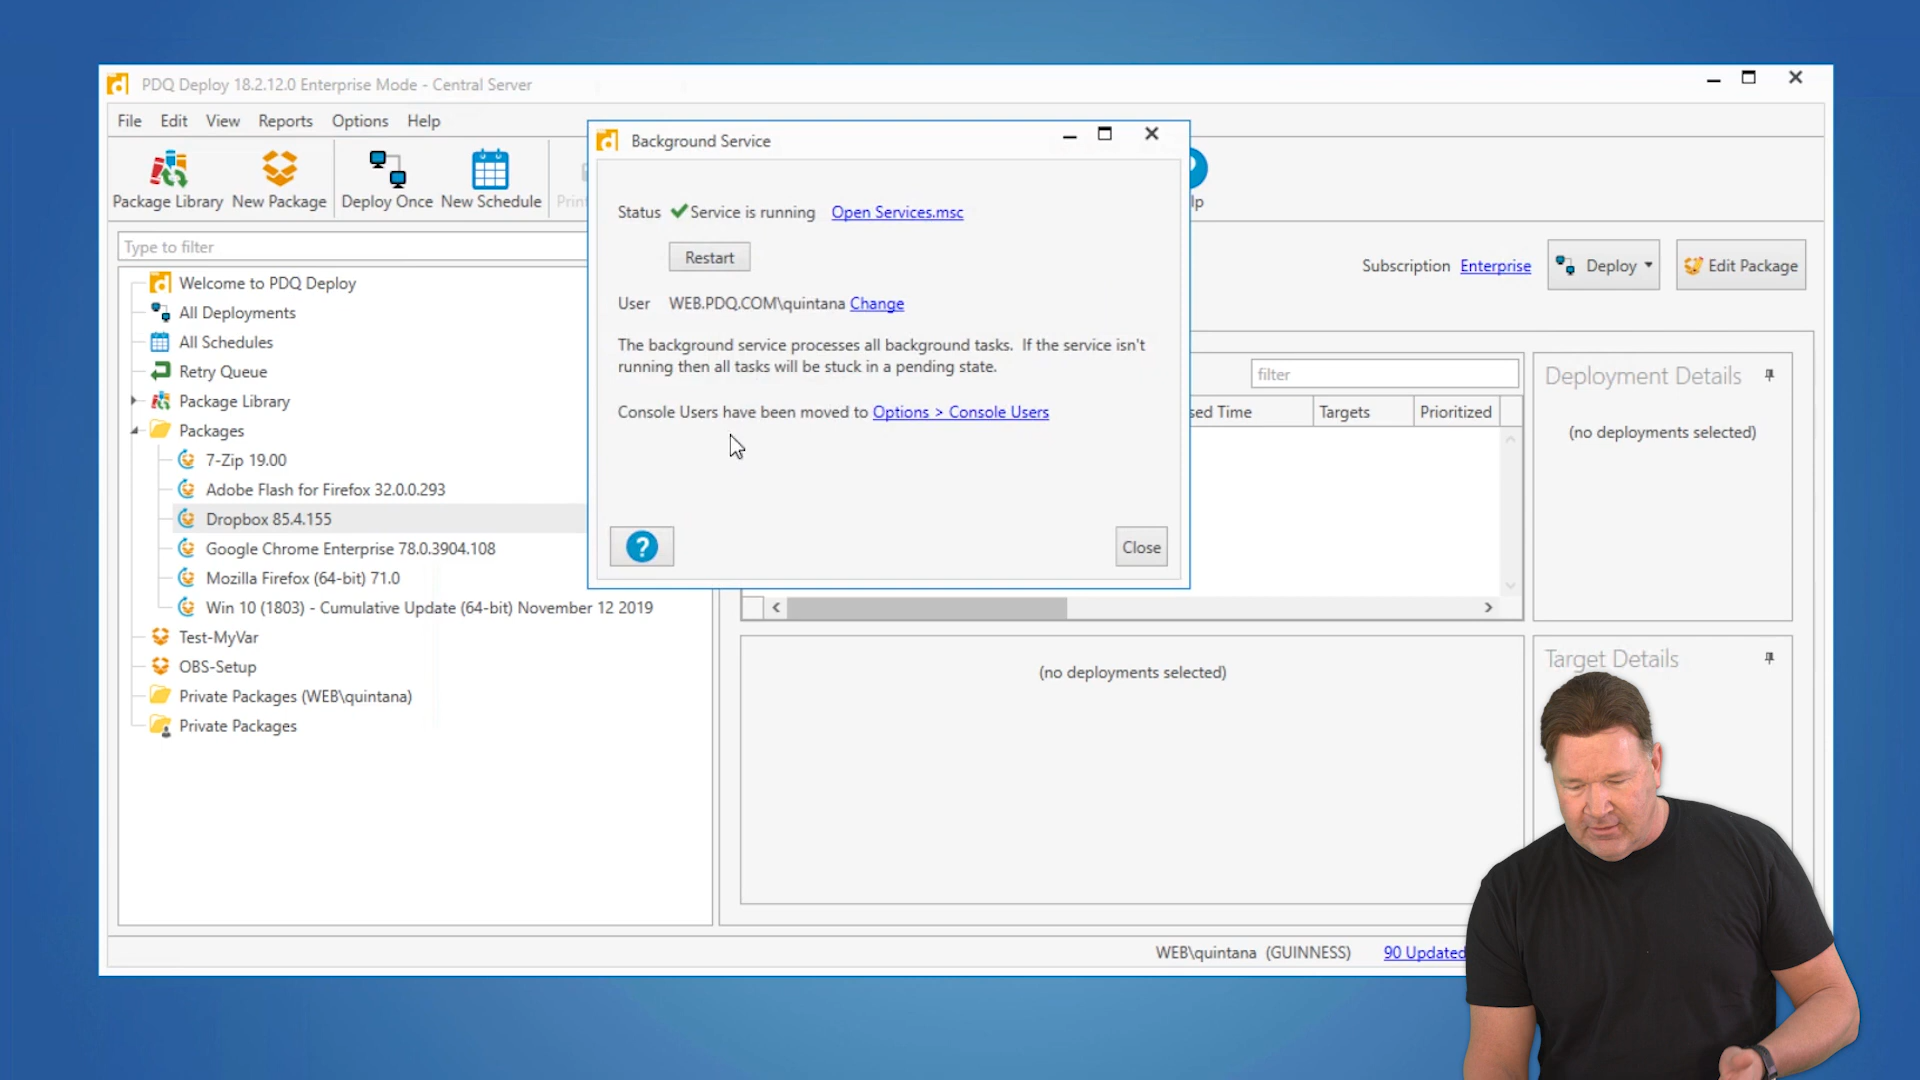 PDQ Deploy 18.2.12.0 Enterprise Mode - Central Server
File Edit View Reports Options Help
Package Library New Package Deploy Once New Schedule
Type to filter
Welcome to PDQ Deploy
All Deployments
All Schedules
Retry Queue
Package Library
Packages
7-Zip 19.00
Adobe Flash for Firefox 32.0.0.293
Dropbox 85.4.155
Google Chrome Enterprise 78.0.3904.108
Mozilla Firefox (64-bit) 71.0
Win 10 (1803) - Cumulative Update (64-bit) November 12 2019
Test-MyVar
OBS-Setup
Private Packages (WEB\quintana)
Private Packages
Background Service
Status Service is running Open Services.msc
Restart
User WEB.PDQ.COM\quintana Change
The background service processes all background tasks. If the service isn't
running then all tasks will be stuck in a pending state.
Console Users have been moved to Options > Console Users
? Close
Subscription Enterprise Deploy Edit Package
filter
Time Targets Prioritized
Deployment Details
(no deployments selected)
(no deployments selected)
Target Details
WEB\quintana (GUINNESS) 90 Updated